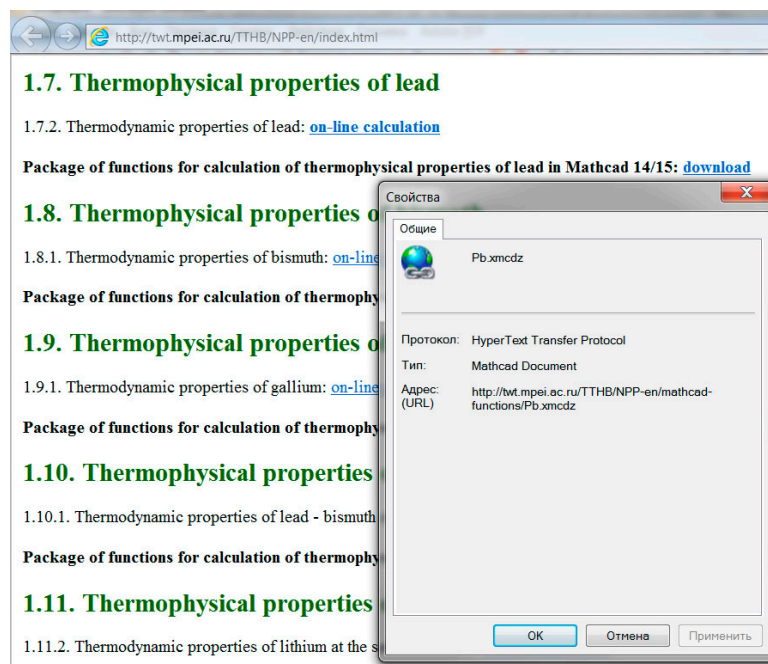 http://twt.mpei.ac.ru/TTHB/NPP-en/index.html
1.7. Thermophysical properties of lead
1.7.2. Thermodynamic properties of lead: on-line calculation
Package of functions for calculation of thermophysical properties of lead in Mathcad 14/15: download
1.8. Thermophysical properties o
1.8.1. Thermodynamic properties of bismuth: on-line
Package of functions for calculation of thermophy
1.9. Thermophysical properties o
1.9.1. Thermodynamic properties of gallium: on-line
Package of functions for calculation of thermophy
1.10. Thermophysical properties
1.10.1. Thermodynamic properties of lead - bismuth
Package of functions for calculation of thermophy
1.11. Thermophysical properties
1.11.2. Thermodynamic properties of lithium at the s
Свойства
Общие
Pb.xmcdz
Протокол: HyperText Transfer Protocol
Тип: Mathcad Document
Адрес: http://twt.mpei.ac.ru/TTHB/NPP-en/mathcad-
(URL) functions/Pb.xmcdz
OK Отмена Применить